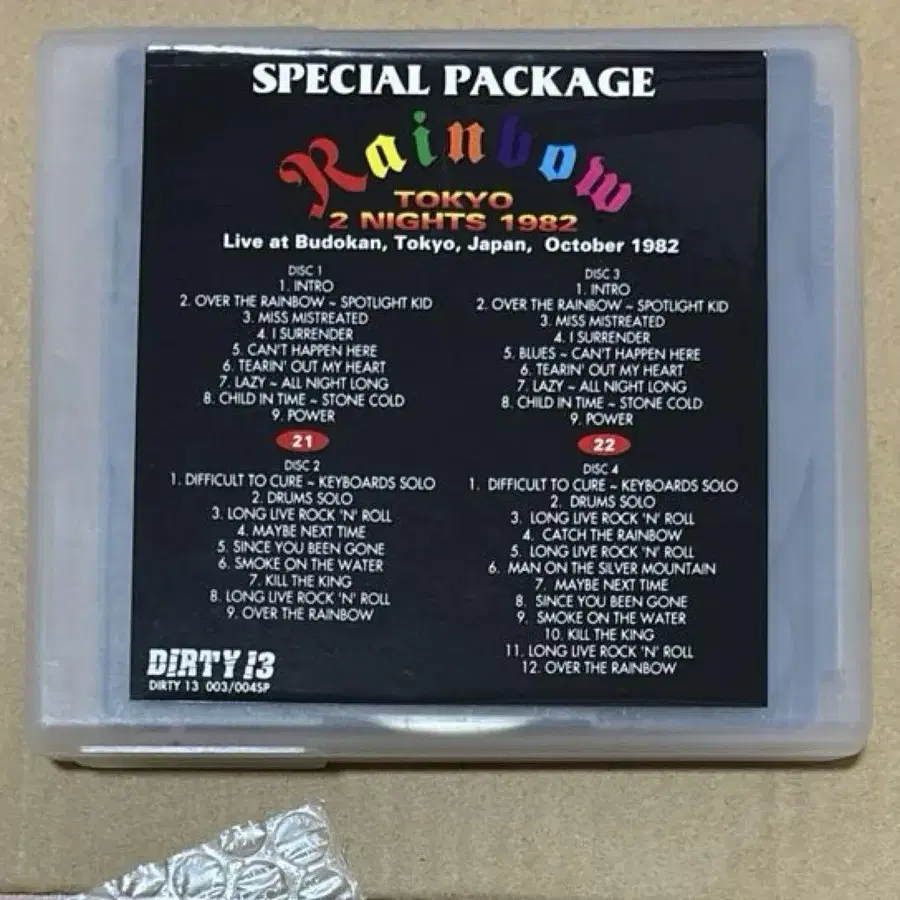 SPECIAL PACKAGE
Rainbow
TOKYO
2 NIGHTS 1982
Live at Budokan, Tokyo, Japan, October 1982
DISC 1
1. INTRO
2. OVER THE RAINBOW ~ SPOTLIGHT KID
3. MISS MISTREATED
4. I SURRENDER
5. CAN'T HAPPEN HERE
6. TEARIN' OUT MY HEART
7. LAZY ~ ALL NIGHT LONG
8. CHILD IN TIME ~ STONE COLD
9. POWER
21
DISC 2
1. DIFFICULT TO CURE ~ KEYBOARDS SOLO
2. DRUMS SOLO
3. LONG LIVE ROCK 'N' ROLL
4. MAYBE NEXT TIME
5. SINCE YOU BEEN GONE
6. SMOKE ON THE WATER
7. KILL THE KING
8. LONG LIVE ROCK 'N' ROLL
9. OVER THE RAINBOW
DISC 3
1. INTRO
2. OVER THE RAINBOW ~ SPOTLIGHT KID
3. MISS MISTREATED
4. I SURRENDER
5. BLUES ~ CAN'T HAPPEN HERE
6. TEARIN' OUT MY HEART
7. LAZY ~ ALL NIGHT LONG
8. CHILD IN TIME ~ STONE COLD
9. POWER
22
DISC 4
1. DIFFICULT TO CURE ~ KEYBOARDS SOLO
2. DRUMS SOLO
3. LONG LIVE ROCK 'N' ROLL
4. CATCH THE RAINBOW
5. LONG LIVE ROCK 'N' ROLL
6. MAN ON THE SILVER MOUNTAIN
7. MAYBE NEXT TIME
8. SINCE YOU BEEN GONE
9. SMOKE ON THE WATER
10. KILL THE KING
11. LONG LIVE ROCK 'N' ROLL
12. OVER THE RAINBOW
DIRTY 13
DIRTY 13 003/004SP